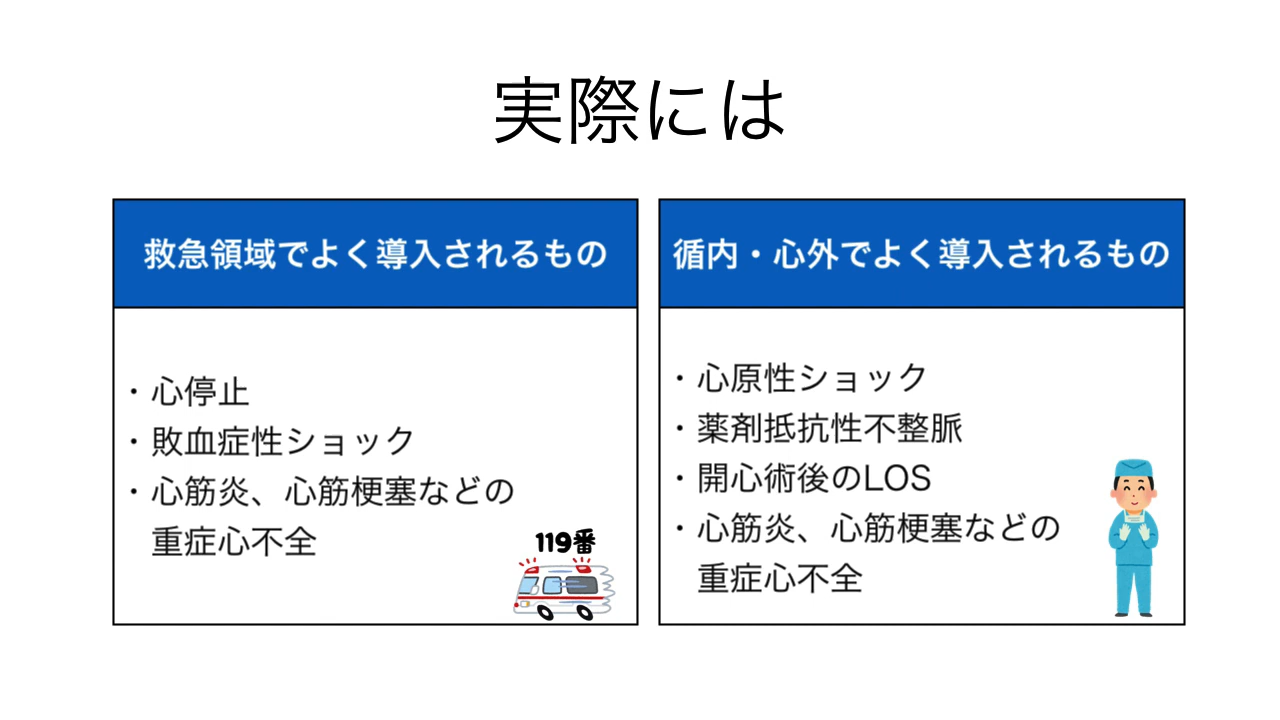 実際には
救急領域でよく導入されるもの
・心停止
・敗血症性ショック
・心筋炎、心筋梗塞などの
重症心不全
119番
循内・心外でよく導入されるもの
・心原性ショック
・薬剤抵抗性不整脈
・開心術後のLOS
・心筋炎、心筋梗塞などの
重症心不全